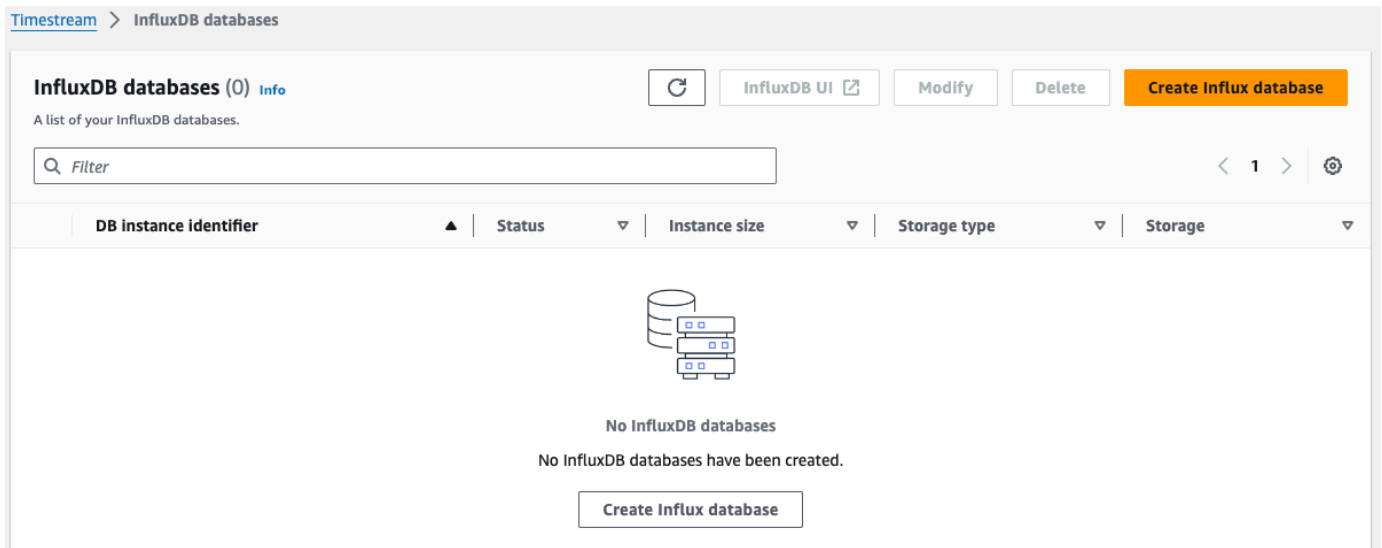 Timestream > InfluxDB databases
InfluxDB databases (0) Info
InfluxDB UI Modify Delete Create Influx database
A list of your InfluxDB databases.
Filter
1
DB instance identifier Status Instance size Storage type Storage
No InfluxDB databases
No InfluxDB databases have been created.
Create Influx database